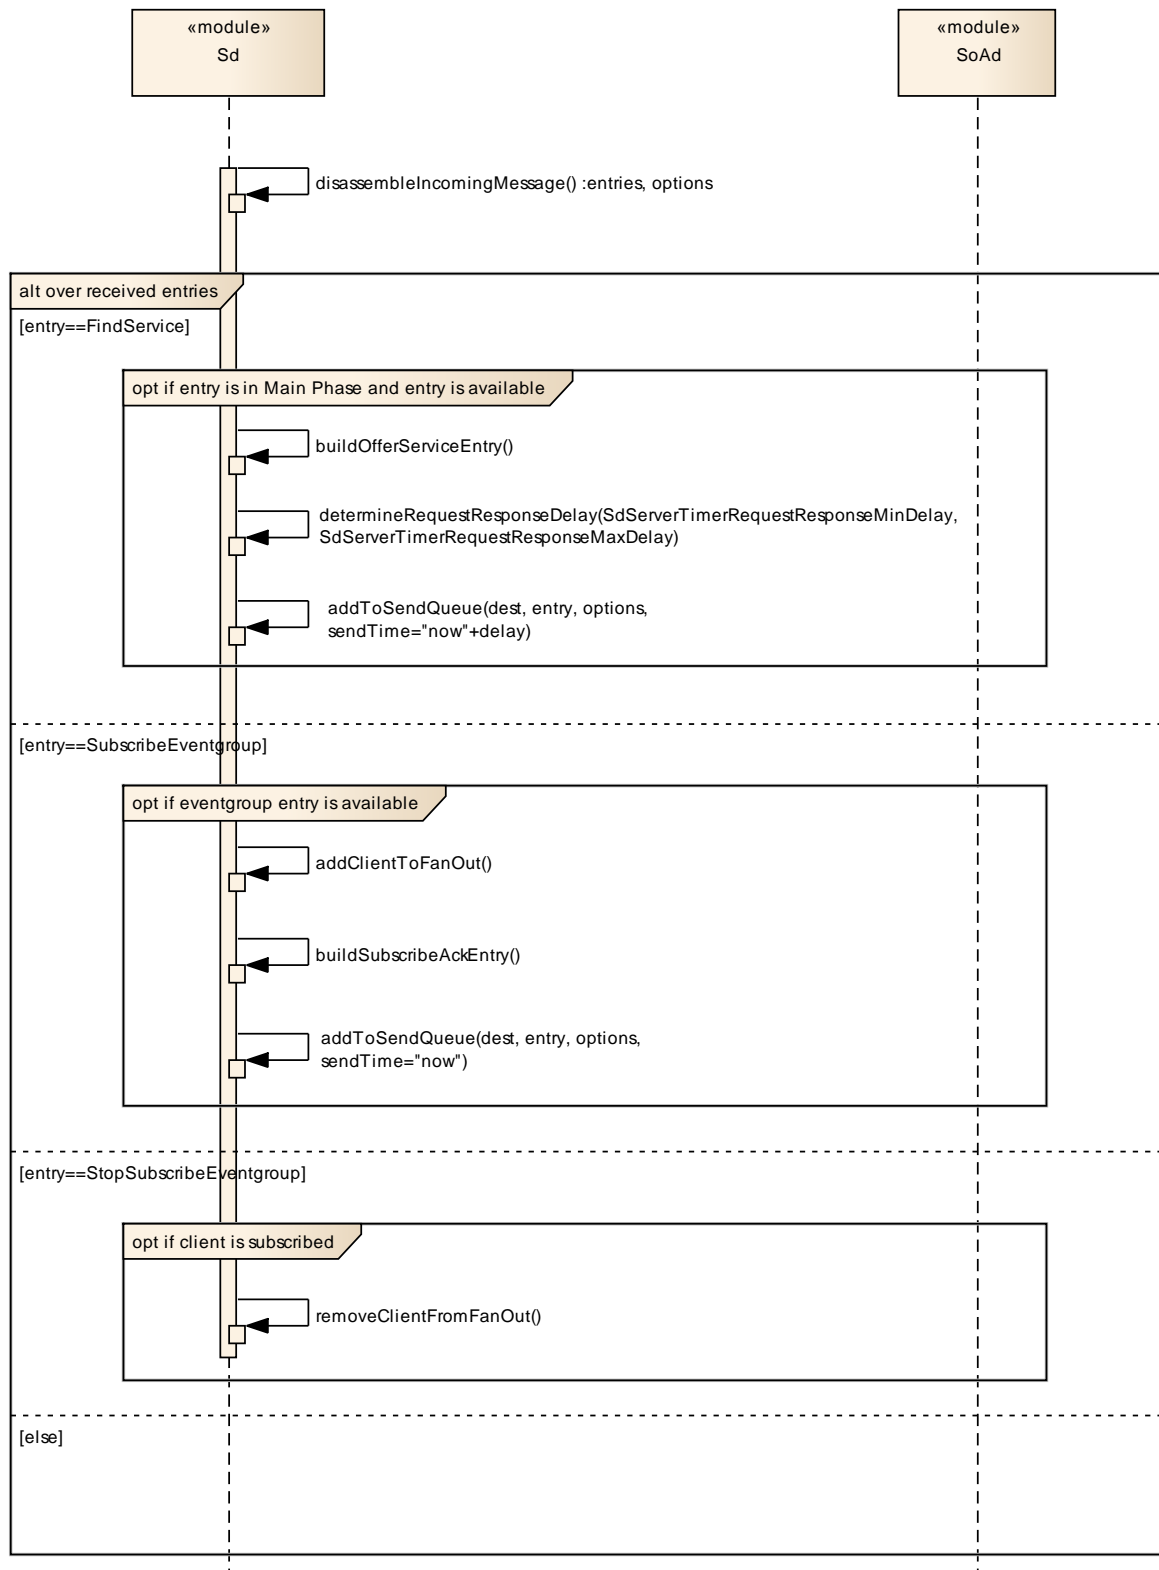 «module»
Sd
«module»
SoAd
disassembleIncomingMessage() :entries, options
alt over received entries
[entry==FindService]
opt if entry is in Main Phase and entry is available
buildOfferServiceEntry()
determineRequestResponseDelay(SdServerTimerRequestResponseMinDelay,
SdServerTimerRequestResponseMaxDelay)
addToSendQueue(dest, entry, options,
sendTime="now"+delay)
[entry==SubscribeEventgroup]
opt if eventgroup entry is available
addClientToFanOut()
buildSubscribeAckEntry()
addToSendQueue(dest, entry, options,
sendTime="now")
[entry==StopSubscribeEventgroup]
opt if client is subscribed
removeClientFromFanOut()
[else]